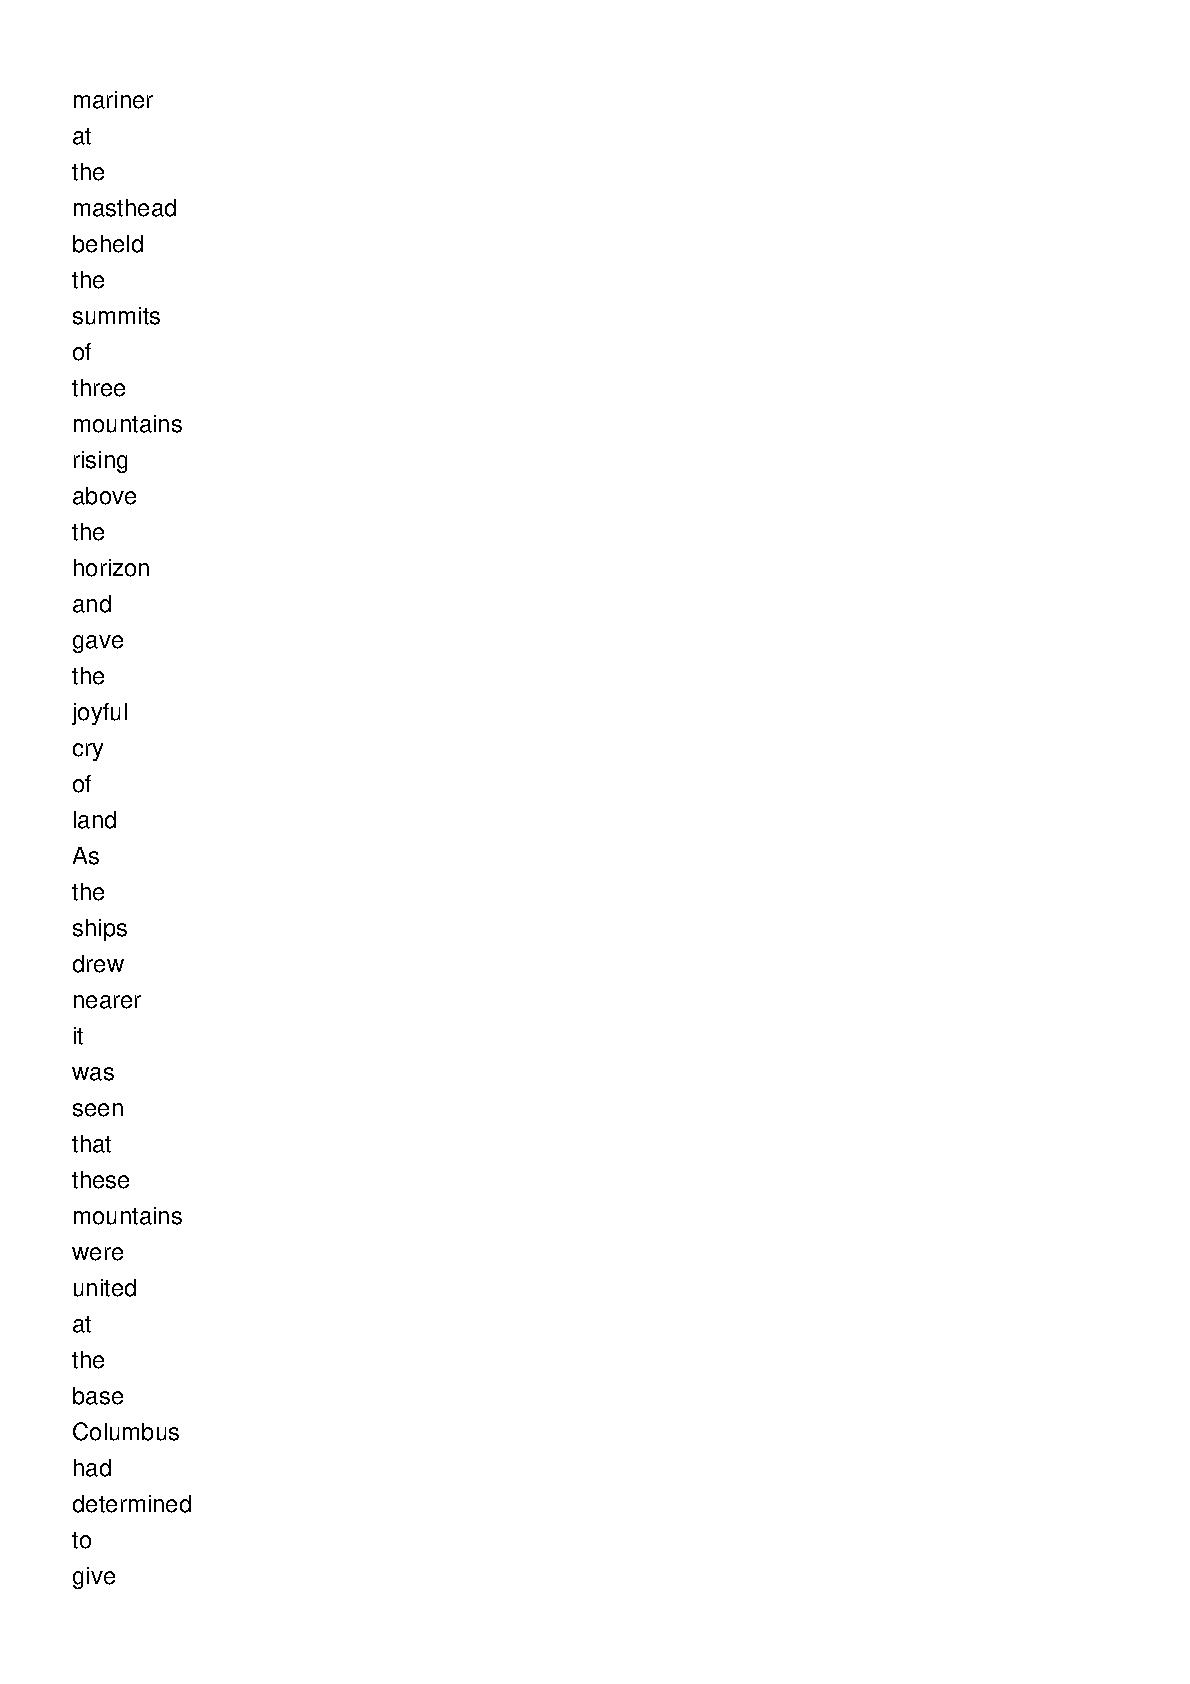 mariner
at
the
masthead
beheld
the
summits
of
three
mountains
rising
above
the
horizon
and
gave
the
joyful
cry
of
land
As
the
ships
drew
nearer
it
was
seen
that
these
mountains
were
united
at
the
base
Columbus
had
determined
to
give